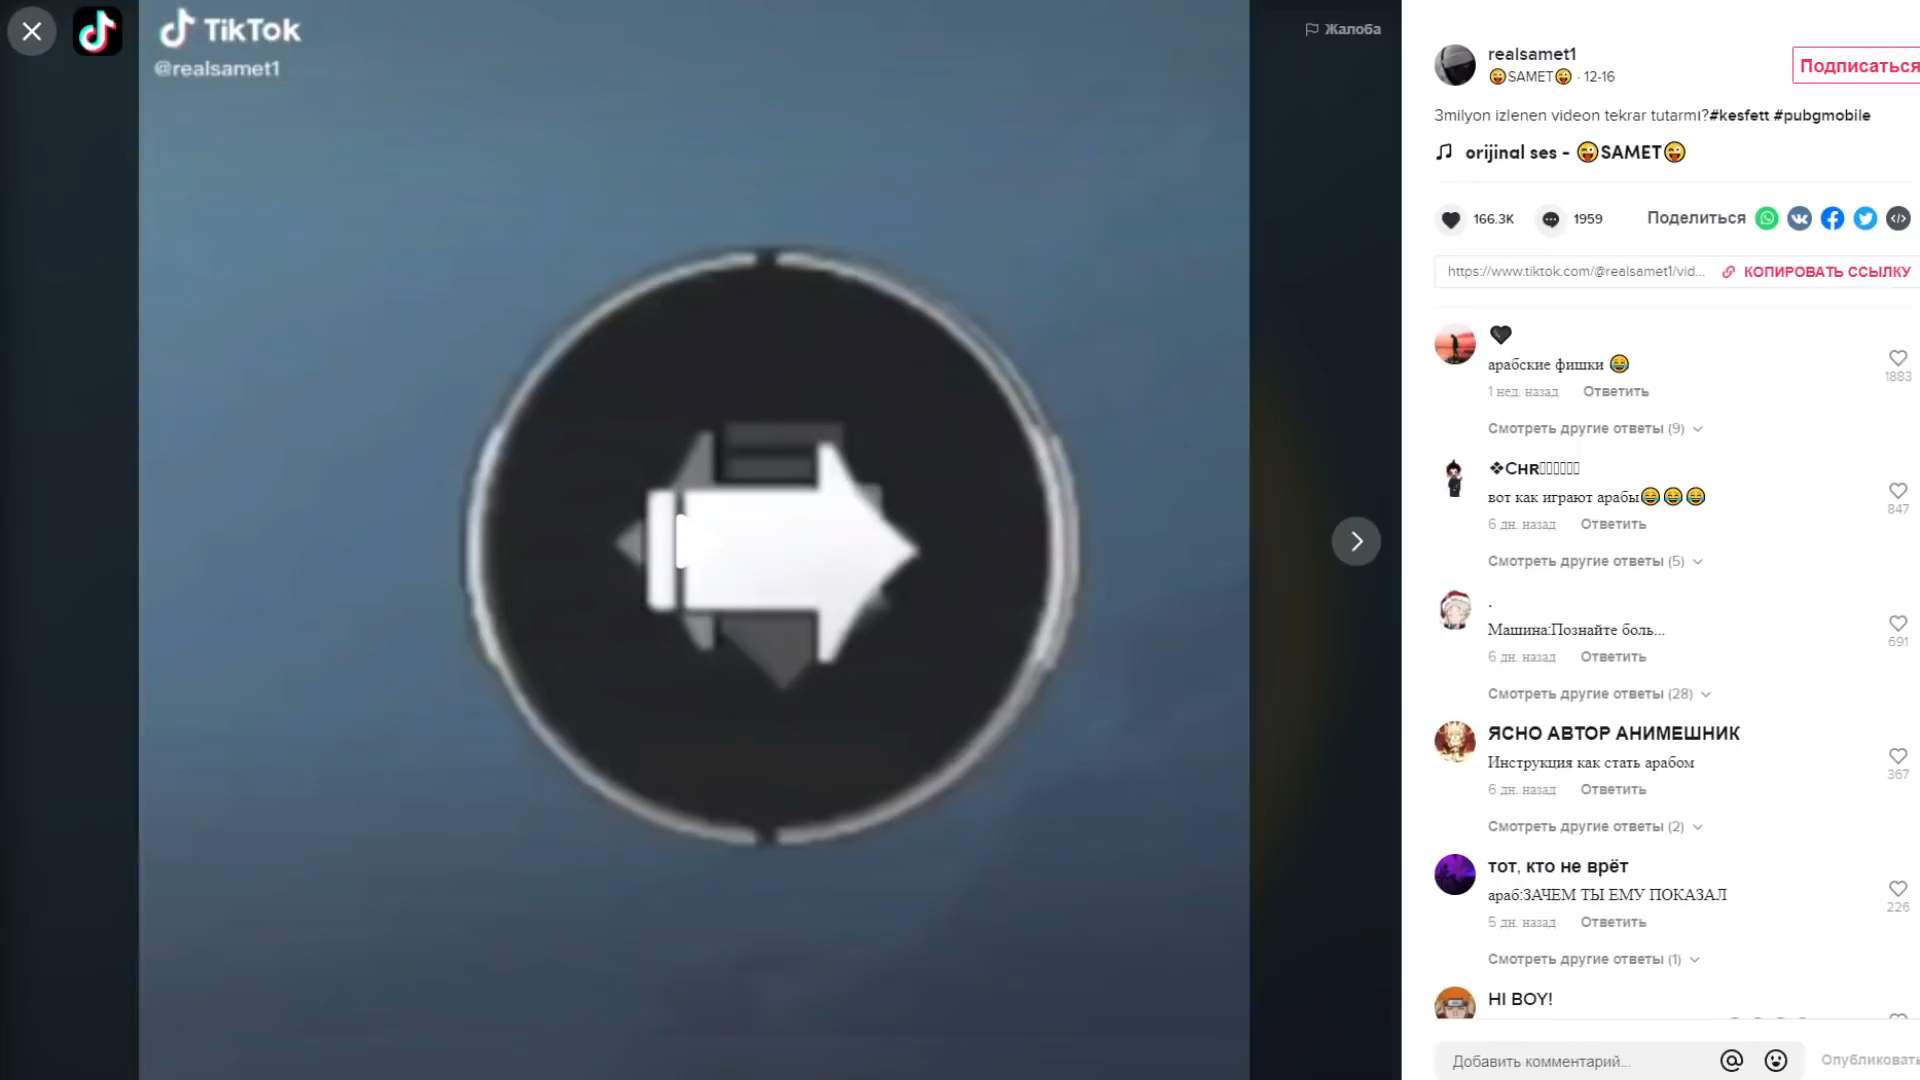 TikTok
@realsamet1
Жалоба
realsamet1
😜SAMET😜 · 12-16
Подписаться
3milyon izlenen videon tekrar tutarmı?#kesfett #pubgmobile
orijinal ses - 😜SAMET😜
166.3K
1959
Поделиться
https://www.tiktok.com/@realsamet1/vid...
КОПИРОВАТЬ ССЫЛКУ
🖤
арабские фишки 😂
1883
1 нед. назад Ответить
Смотреть другие ответы (9)
❖Cʜʀ
вот как играют арабы😂😂😂
847
6 дн. назад Ответить
Смотреть другие ответы (5)
.
Машина:Познайте боль...
691
6 дн. назад Ответить
Смотреть другие ответы (28)
ЯСНО АВТОР АНИМЕШНИК
Инструкция как стать арабом
367
6 дн. назад Ответить
Смотреть другие ответы (2)
тот, кто не врёт
араб:ЗАЧЕМ ТЫ ЕМУ ПОКАЗАЛ
226
5 дн. назад Ответить
Смотреть другие ответы (1)
HI BOY!
Добавить комментарий...
Опубликовать